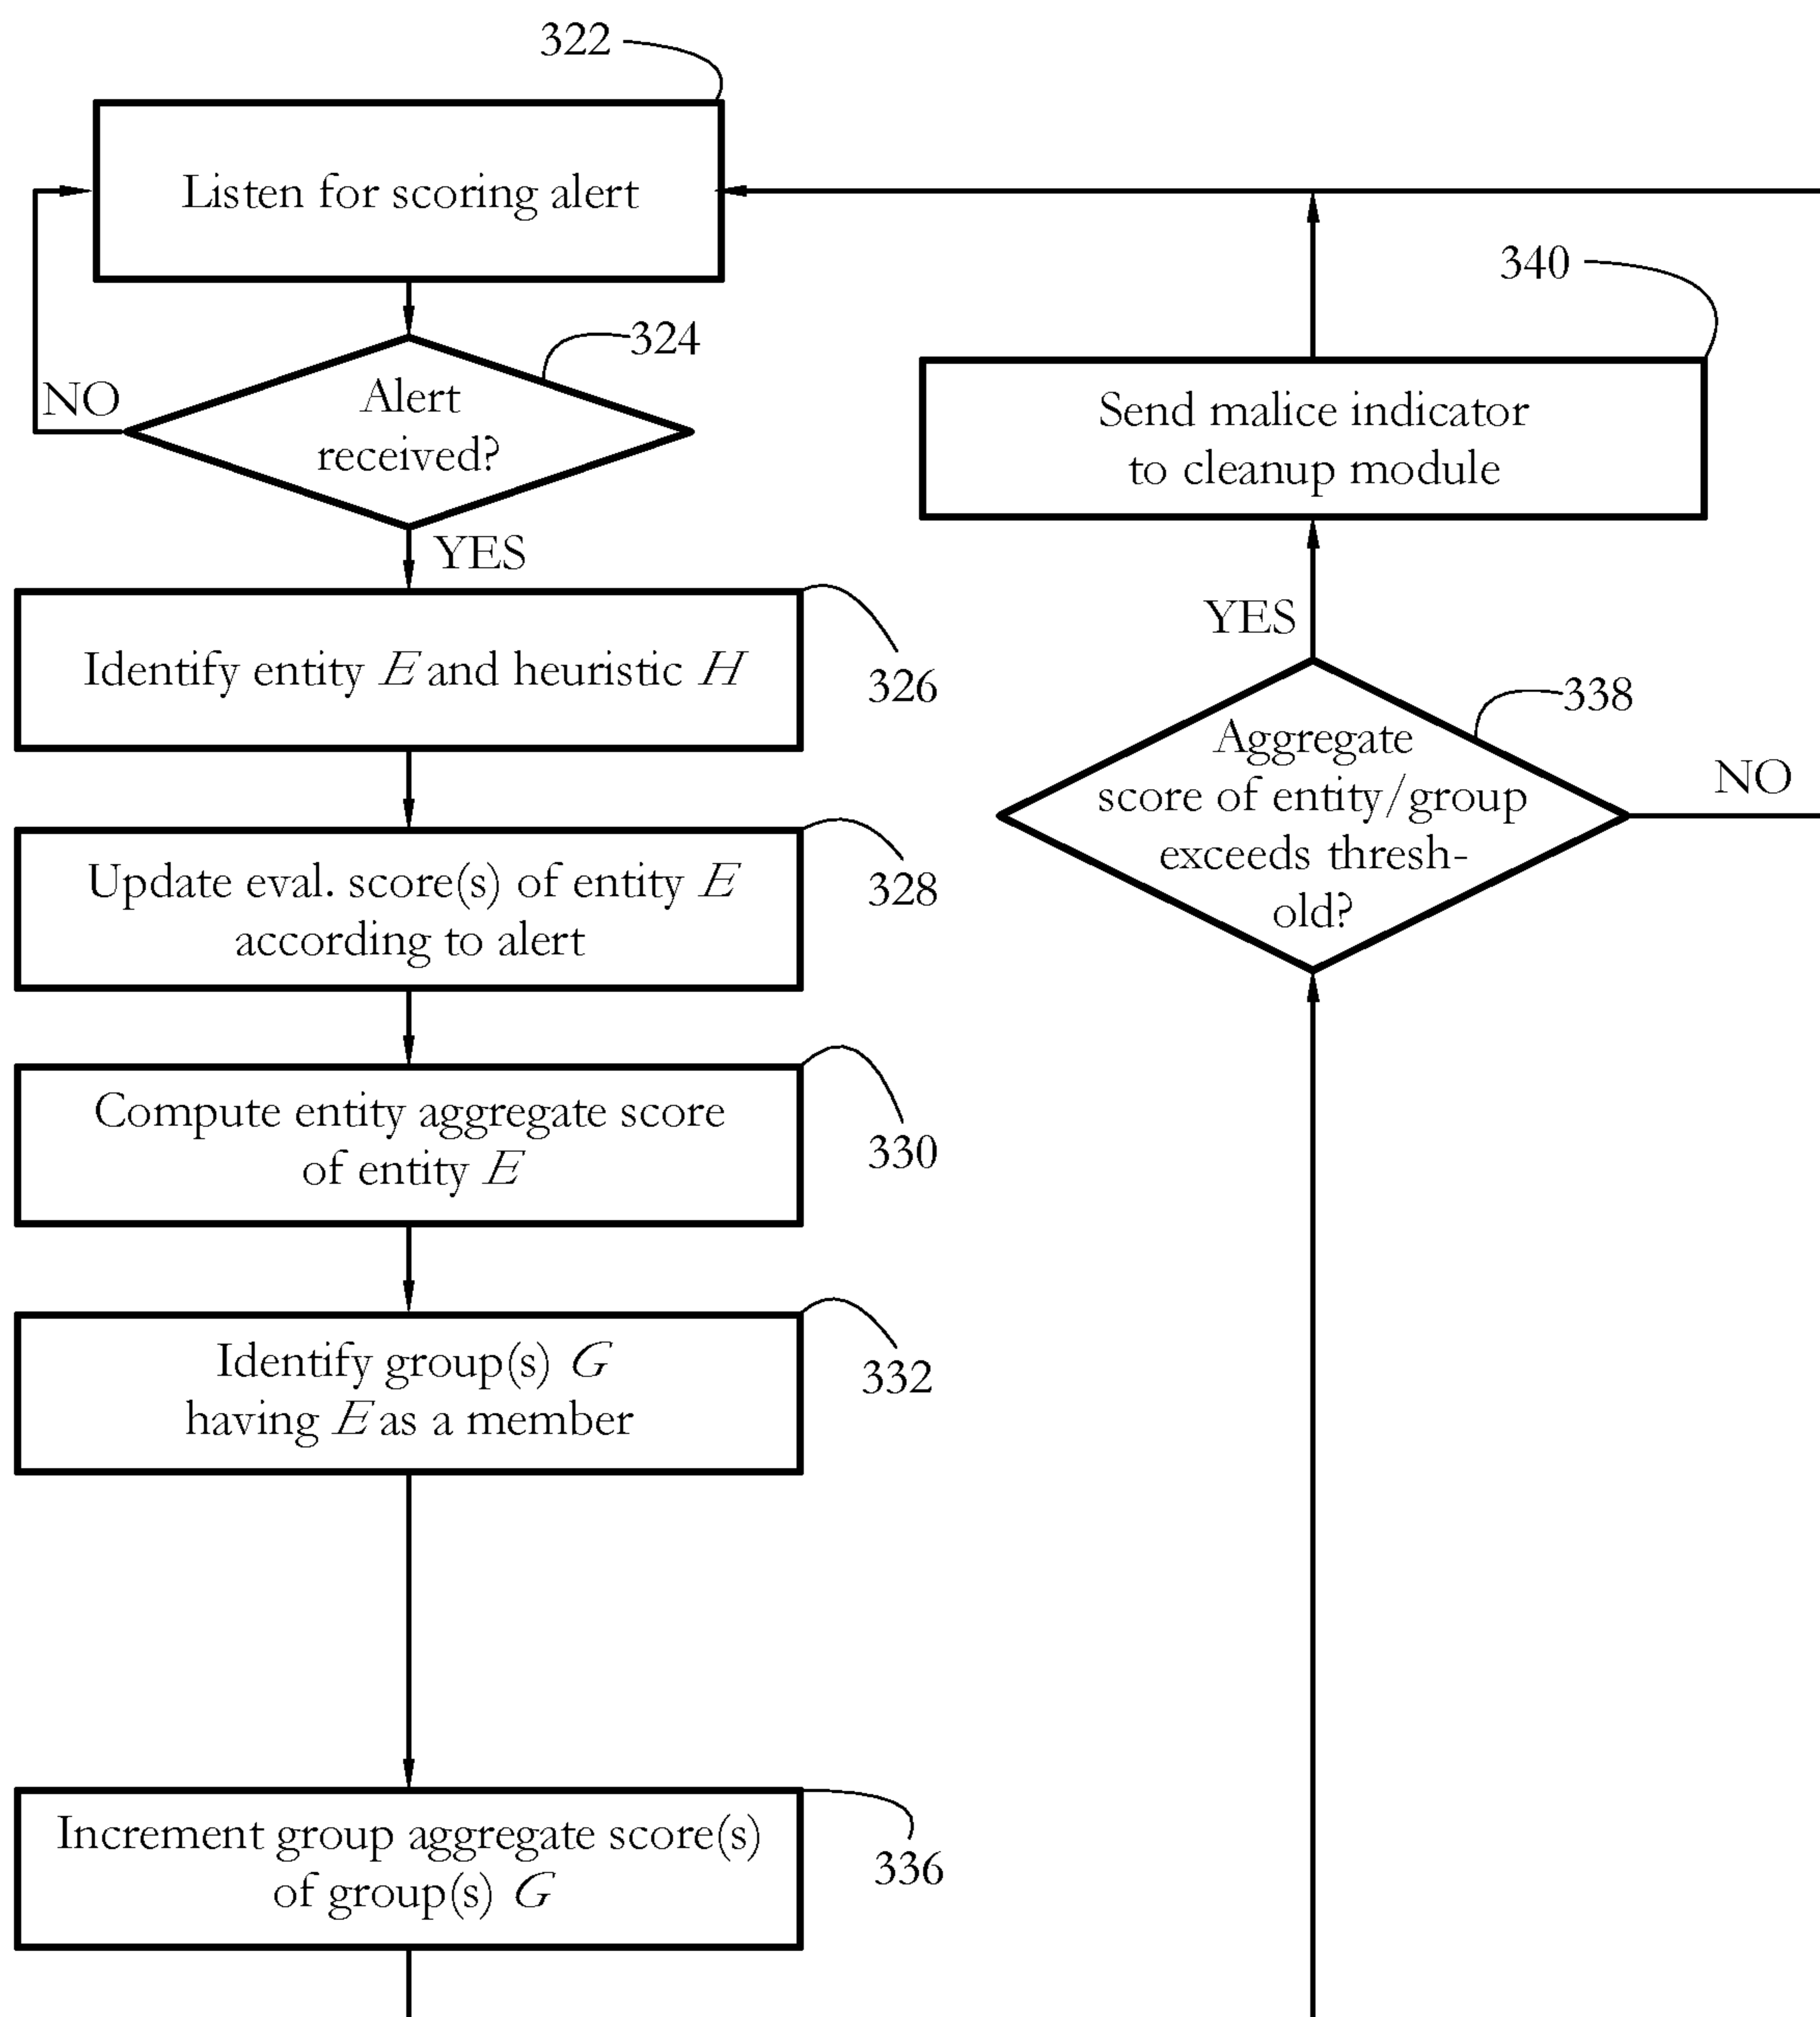 322
Listen for scoring alert
324
Alert
received?
NO
YES
Identify entity E and heuristic H
326
Update eval. score(s) of entity E
according to alert
328
Compute entity aggregate score
of entity E
330
Identify group(s) G
having E as a member
332
Increment group aggregate score(s)
of group(s) G
336
340
Send malice indicator
to cleanup module
YES
338
Aggregate
score of entity/group
exceeds thresh-
old?
NO